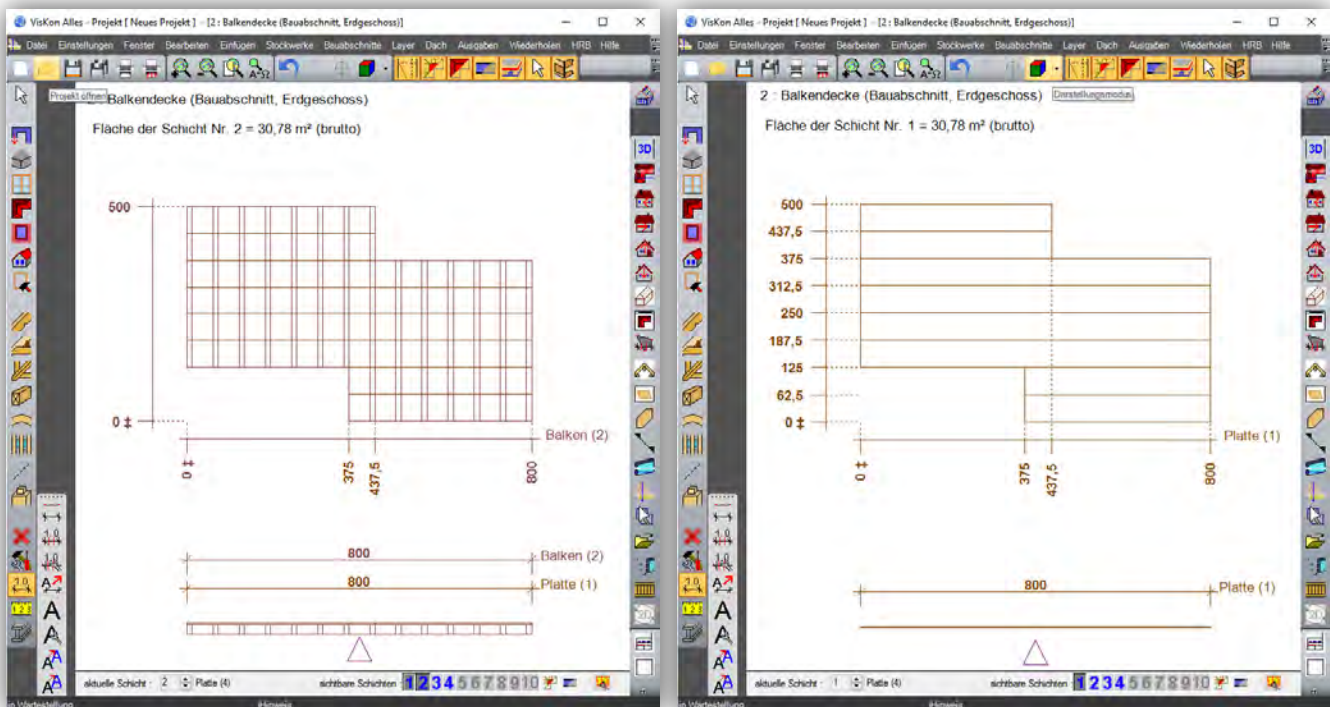 VisKon Alles - Projekt [ Neues Projekt ] - [2 : Balkendecke (Bauabschnitt, Erdgeschoss)]
Datei Einstellungen Fenster Bearbeiten Einfügen Stockwerke Bauabschnitte Layer Dach Ausgaben Wiederholen HRB Hilfe
Projekt öffnen
Balkendecke (Bauabschnitt, Erdgeschoss)
Fläche der Schicht Nr. 2 = 30,78 m² (brutto)
3D
500
0 ‡
Balken (2)
0 ‡
375
437,5
800
800
Balken (2)
800
Platte (1)
aktuelle Schicht : 2 Platte (4) sichtbare Schichten : 1 2 3 4 5 6 7 8 9 10
in Wartestellung Hinweis
VisKon Alles - Projekt [ Neues Projekt ] - [2 : Balkendecke (Bauabschnitt, Erdgeschoss)]
Datei Einstellungen Fenster Bearbeiten Einfügen Stockwerke Bauabschnitte Layer Dach Ausgaben Wiederholen HRB Hilfe
2 : Balkendecke (Bauabschnitt, Erdgeschoss)
Darstellungsmodus
Fläche der Schicht Nr. 1 = 30,78 m² (brutto)
3D
500
437,5
375
312,5
250
187,5
125
62,5
0 ‡
Platte (1)
0 ‡
375
437,5
800
800
Platte (1)
aktuelle Schicht : 1 Platte (4) sichtbare Schichten : 1 2 3 4 5 6 7 8 9 10
in Wartestellung Hinweis